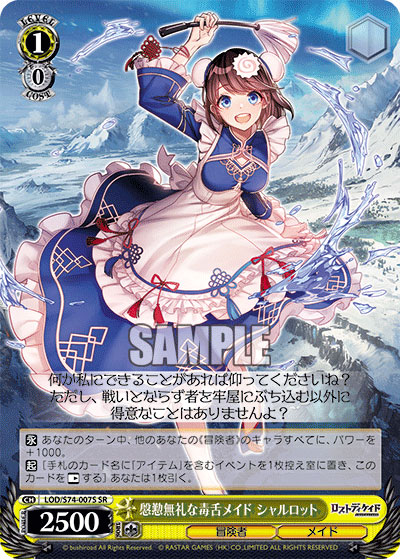 LEVEL
1
0
COST
SAMPLE
何か私にできることがあれば仰ってくださいね?
ただし、戦いとならず者を牢屋にぶち込む以外に
得意なことはありませんよ?
永 あなたのターン中、他のあなたの《冒険者》のキャラすべてに、パワーを
+1000。
起 [手札のカード名に「アイテム」を含むイベントを1枚控え室に置き、この
カードを する] あなたは1枚引く。
CH LOD/S74-007S SR
慇懃無礼な毒舌メイド シャルロット
ロストディケイド
2500
冒険者 メイド
©bushiroad All Rights Reserved. © RASTAR GAMES (HK) CO.,LIMITED ALL RIGHTS RESERVED